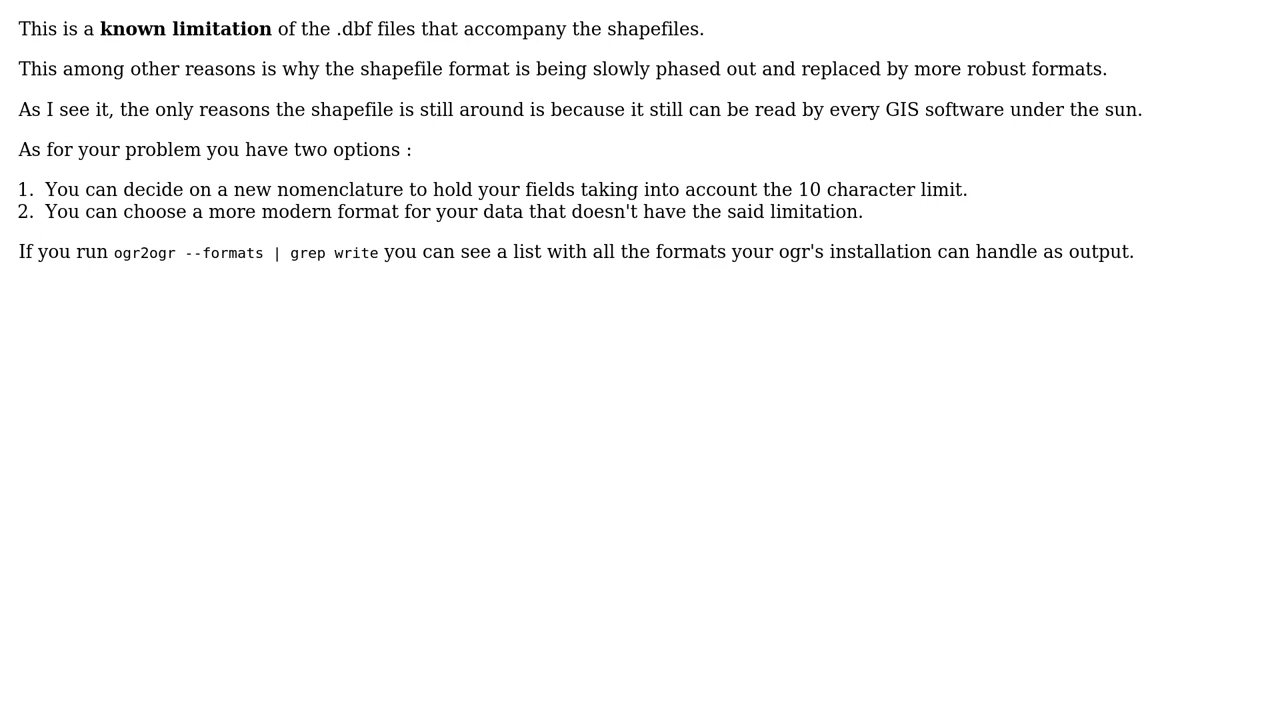 This is a known limitation of the .dbf files that accompany the shapefiles.
This among other reasons is why the shapefile format is being slowly phased out and replaced by more robust formats.
As I see it, the only reasons the shapefile is still around is because it still can be read by every GIS software under the sun.
As for your problem you have two options :
1. You can decide on a new nomenclature to hold your fields taking into account the 10 character limit.
2. You can choose a more modern format for your data that doesn't have the said limitation.
If you run ogr2ogr --formats | grep write you can see a list with all the formats your ogr's installation can handle as output.